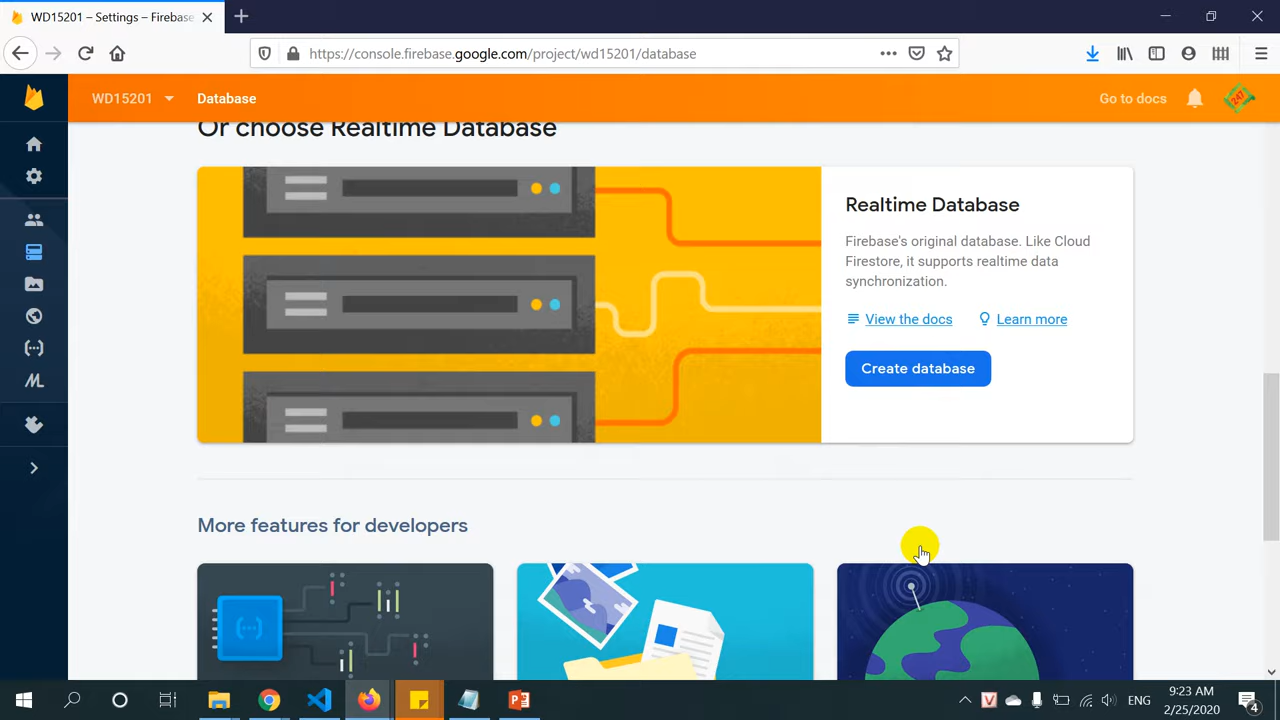 WD15201 – Settings – Firebase
https://console.firebase.google.com/project/wd15201/database
WD15201
Database
Go to docs
247
Or choose Realtime Database
Realtime Database
Firebase's original database. Like Cloud
Firestore, it supports realtime data
synchronization.
View the docs
Learn more
Create database
More features for developers
ENG
9:23 AM
2/25/2020
4